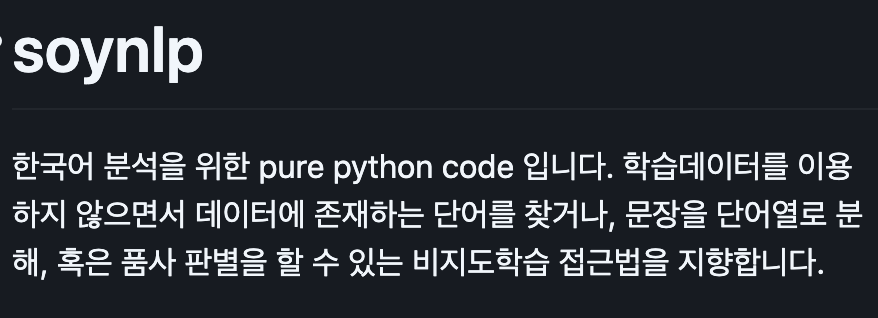 soynlp
한국어 분석을 위한 pure python code 입니다. 학습데이터를 이용
하지 않으면서 데이터에 존재하는 단어를 찾거나, 문장을 단어열로 분
해, 혹은 품사 판별을 할 수 있는 비지도학습 접근법을 지향합니다.